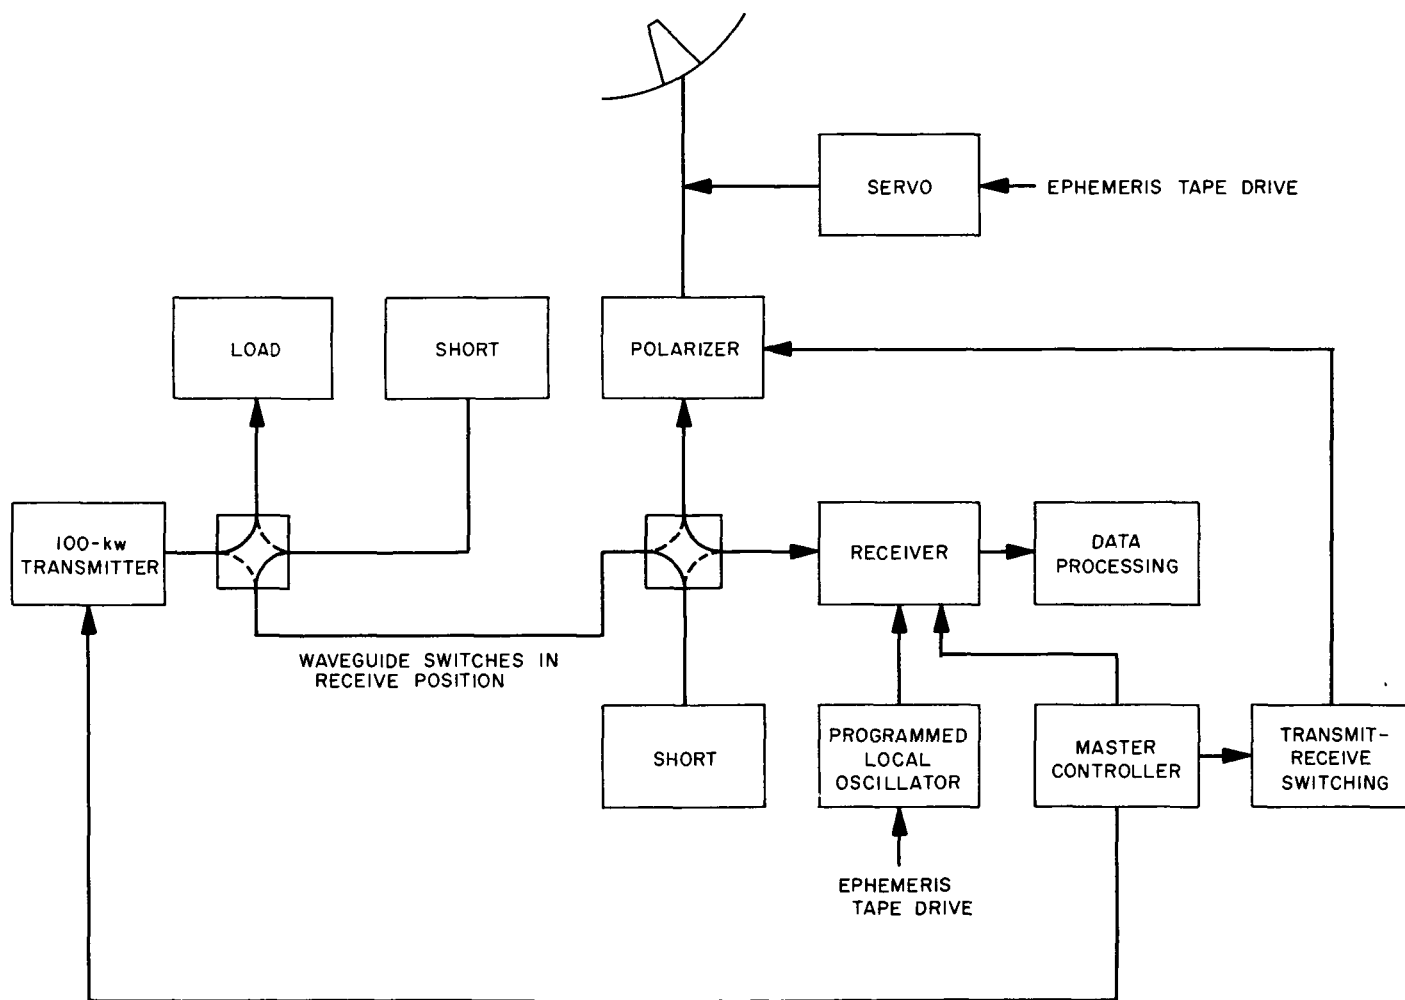 SERVO
EPHEMERIS TAPE DRIVE
LOAD
SHORT
POLARIZER
100-kw
TRANSMITTER
RECEIVER
DATA
PROCESSING
WAVEGUIDE SWITCHES IN
RECEIVE POSITION
SHORT
PROGRAMMED
LOCAL
OSCILLATOR
MASTER
CONTROLLER
TRANSMIT-
RECEIVE
SWITCHING
EPHEMERIS
TAPE DRIVE